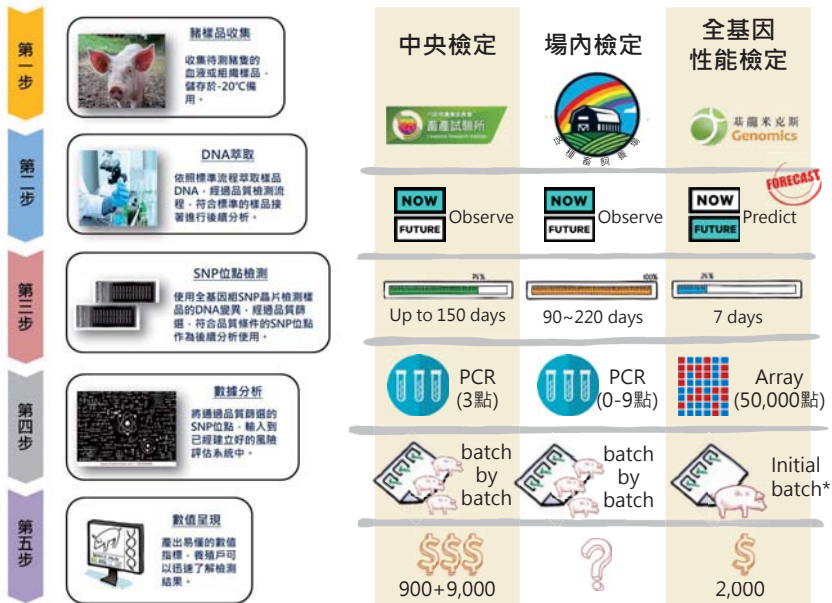 第一步
豬樣品收集
收集待測豬隻的
血液或組織樣品，
儲存於-20℃備
用。
第二步
DNA萃取
依照標準流程萃取樣品
DNA，經過品質檢測流
程，符合標準的樣品接
著進行後續分析。
第三步
SNP位點檢測
使用全基因組SNP晶片檢測樣
品的DNA變異，經過品質篩
選，符合品質條件的SNP位點
作為後續分析使用。
第四步
數據分析
將通過品質篩選的
SNP位點，輸入到
已經建立好的風險
評估系統中。
第五步
數值呈現
產出易懂的數值
指標，養殖戶可
以迅速了解檢測
結果。
中央檢定
場內檢定
全基因
性能檢定
畜產試驗所
各種畜飼養場
基龍米克斯
Genomics
FORECAST
NOW
FUTURE
Observe
NOW
FUTURE
Observe
NOW
FUTURE
Predict
75%
100%
25%
Up to 150 days
90~220 days
7 days
PCR
(3點)
PCR
(0-9點)
Array
(50,000點)
batch
by
batch
batch
by
batch
Initial
batch*
$$$
?
$
900+9,000
2,000